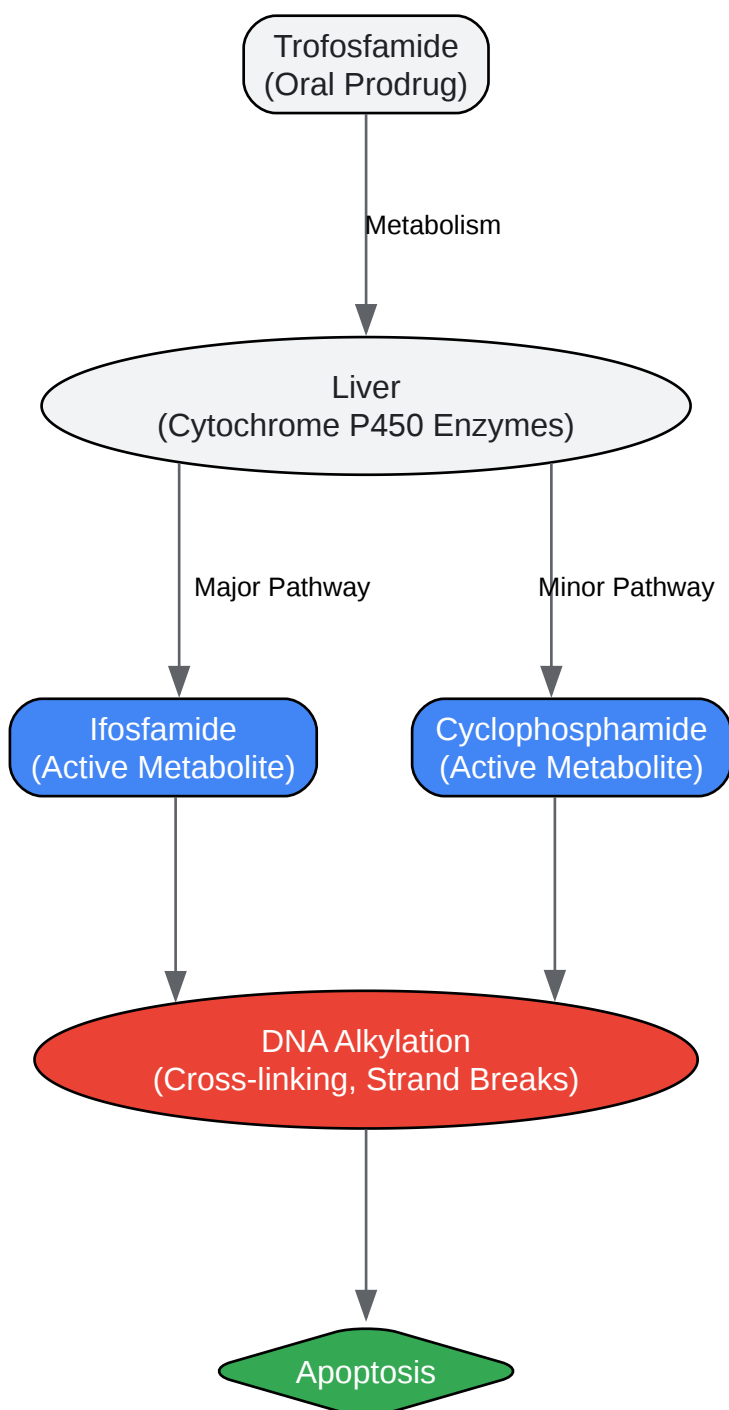 Trofosfamide
(Oral Prodrug)
Metabolism
Liver
(Cytochrome P450 Enzymes)
Major Pathway
Minor Pathway
Ifosfamide
(Active Metabolite)
Cyclophosphamide
(Active Metabolite)
DNA Alkylation
(Cross-linking, Strand Breaks)
Apoptosis